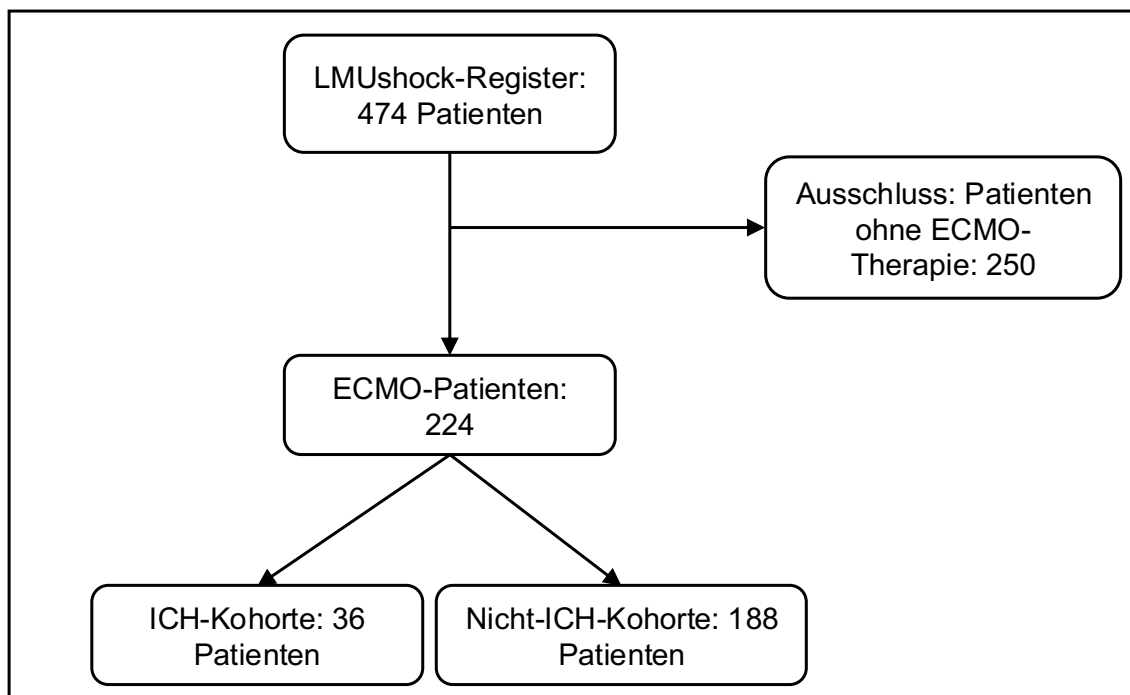 LMUshock-Register:
474 Patienten
Ausschluss: Patienten
ohne ECMO-
Therapie: 250
ECMO-Patienten:
224
ICH-Kohorte: 36
Patienten
Nicht-ICH-Kohorte: 188
Patienten